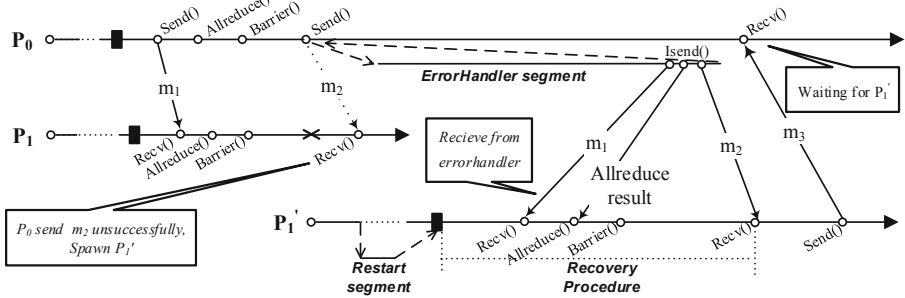 Send()
Allreduce()
Barrier()
Send()
Recv()
P0
Isend()
ErrorHandler segment
Waiting for P1'
m1
m2
P1
Recv()
Allreduce()
Barrier()
Recv()
Recieve from
errorhandler
m1
m2
m3
Allreduce
result
P0 send m2 unsuccessfully,
Spawn P1'
P1'
Recv()
Allreduce()
Barrier()
Recv()
Send()
Restart
segment
Recovery
Procedure